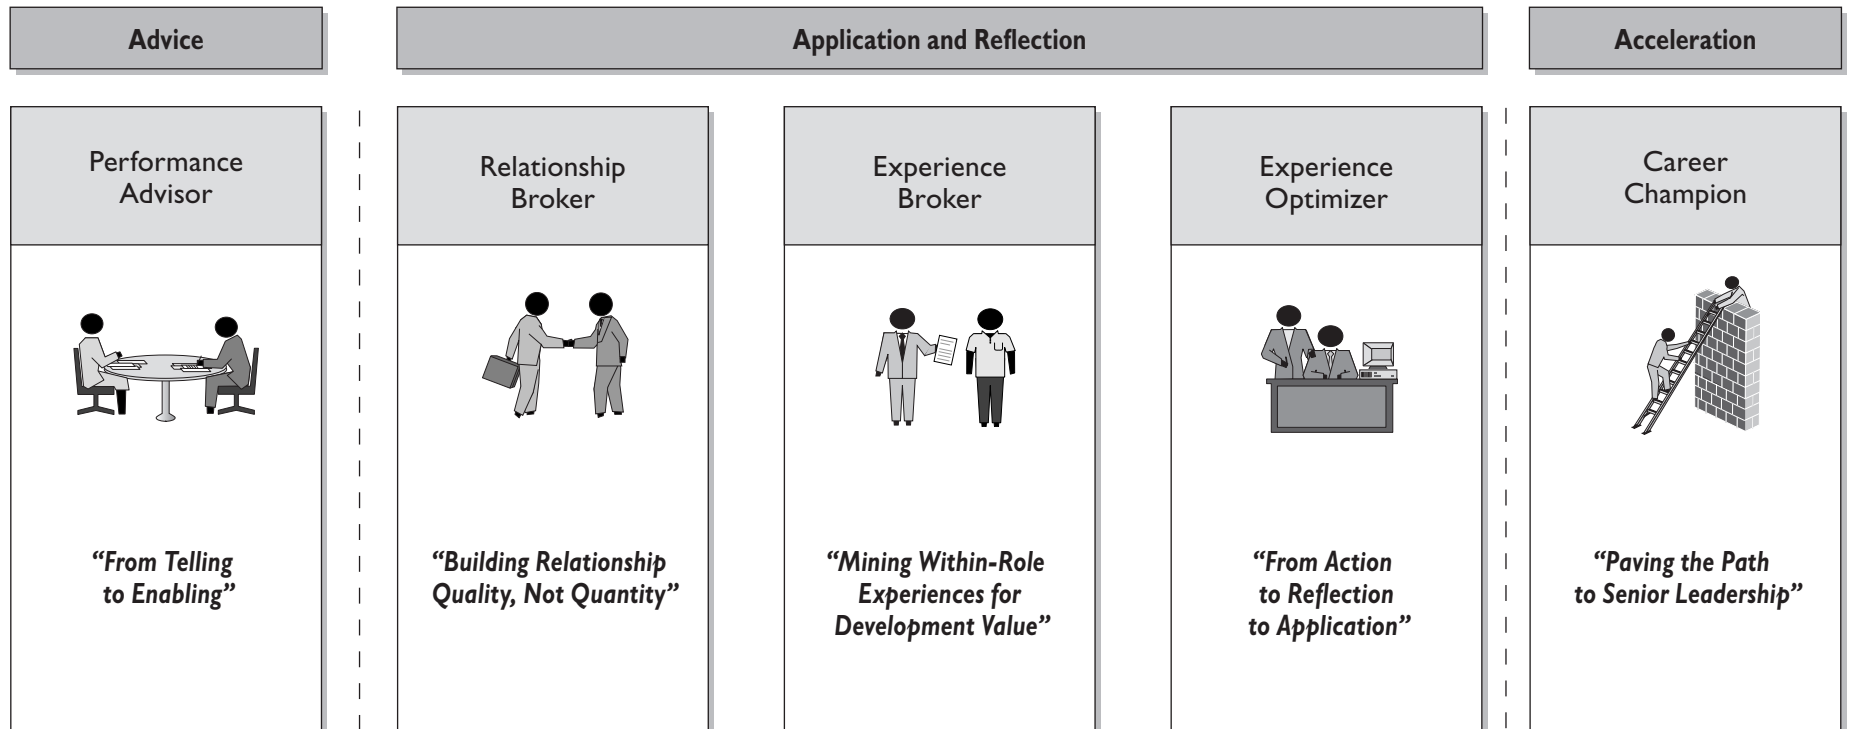 Advice
Application and Reflection
Acceleration
Performance
Advisor
Relationship
Broker
Experience
Broker
Experience
Optimizer
Career
Champion
“From Telling
to Enabling”
“Building Relationship
Quality, Not Quantity”
“Mining Within-Role
Experiences for
Development Value”
“From Action
to Reflection
to Application”
“Paving the Path
to Senior Leadership”